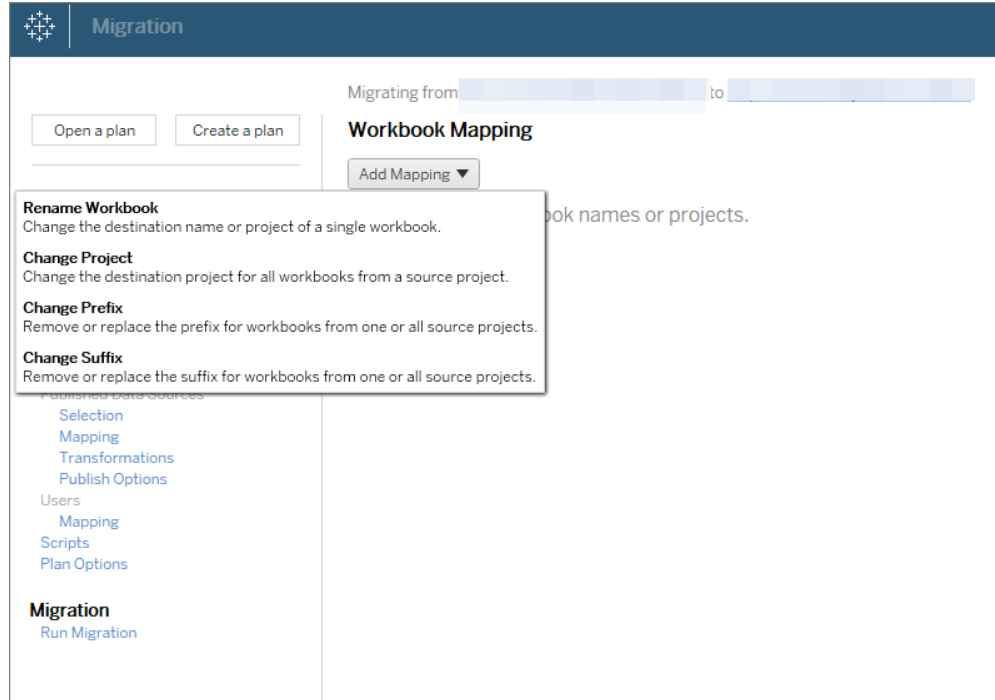 Migration
Migrating from to
Open a plan
Create a plan
Workbook Mapping
Add Mapping ▼
Rename Workbook
Change the destination name or project of a single workbook.
names or projects.
Change Project
Change the destination project for all workbooks from a source project.
Change Prefix
Remove or replace the prefix for workbooks from one or all source projects.
Change Suffix
Remove or replace the suffix for workbooks from one or all source projects.
Published Data Sources
Selection
Mapping
Transformations
Publish Options
Users
Mapping
Scripts
Plan Options
Migration
Run Migration